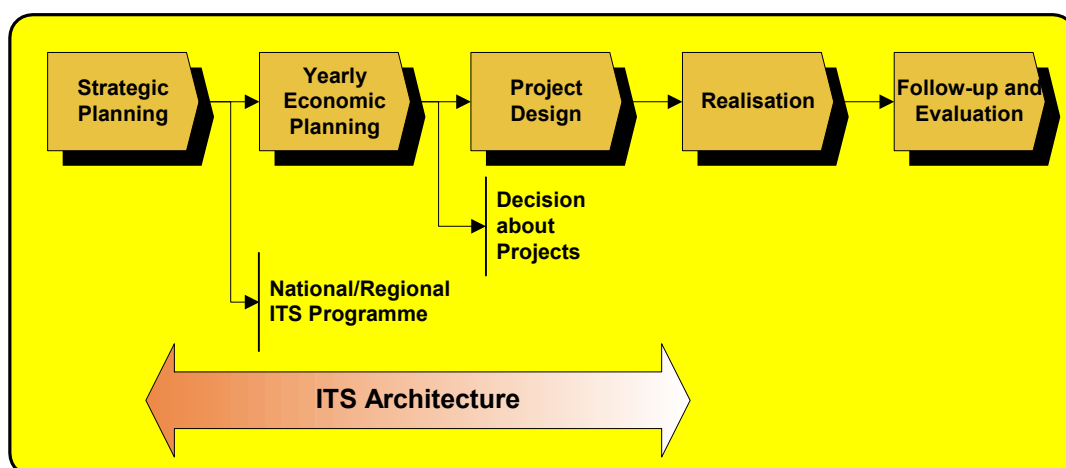 Strategic
Planning
Yearly
Economic
Planning
Project
Design
Realisation
Follow-up and
Evaluation
Decision
about
Projects
National/Regional
ITS Programme
ITS Architecture